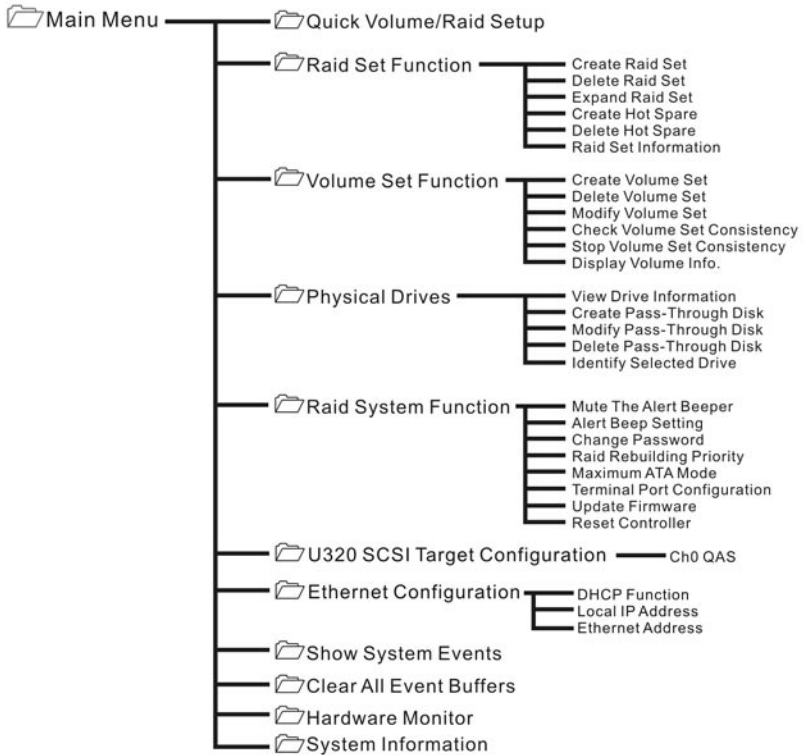 Main Menu
Quick Volume/Raid Setup
Raid Set Function
Create Raid Set
Delete Raid Set
Expand Raid Set
Create Hot Spare
Delete Hot Spare
Raid Set Information
Volume Set Function
Create Volume Set
Delete Volume Set
Modify Volume Set
Check Volume Set Consistency
Stop Volume Set Consistency
Display Volume Info.
Physical Drives
View Drive Information
Create Pass-Through Disk
Modify Pass-Through Disk
Delete Pass-Through Disk
Identify Selected Drive
Raid System Function
Mute The Alert Beeper
Alert Beep Setting
Change Password
Raid Rebuilding Priority
Maximum ATA Mode
Terminal Port Configuration
Update Firmware
Reset Controller
U320 SCSI Target Configuration
Ch0 QAS
Ethernet Configuration
DHCP Function
Local IP Address
Ethernet Address
Show System Events
Clear All Event Buffers
Hardware Monitor
System Information